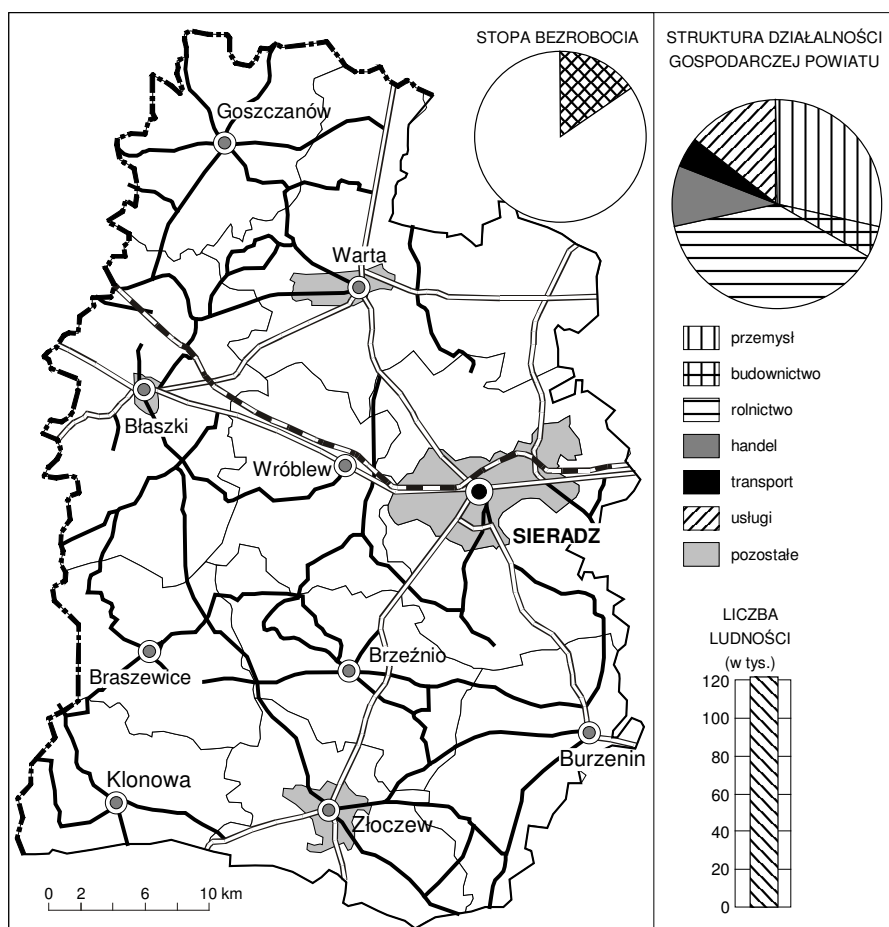 STOPA BEZROBOCIA
Goszczanów
Warta
Błaszki
Wróblew
SIERADZ
Braszewice
Brzeźnio
Burzenin
Klonowa
Złoczew
0 2 6 10 km
STRUKTURA DZIAŁALNOŚCI
GOSPODARCZEJ POWIATU
przemysł
budownictwo
rolnictwo
handel
transport
usługi
pozostałe
LICZBA
LUDNOŚCI
(w tys.)
120
100
80
60
40
20
0